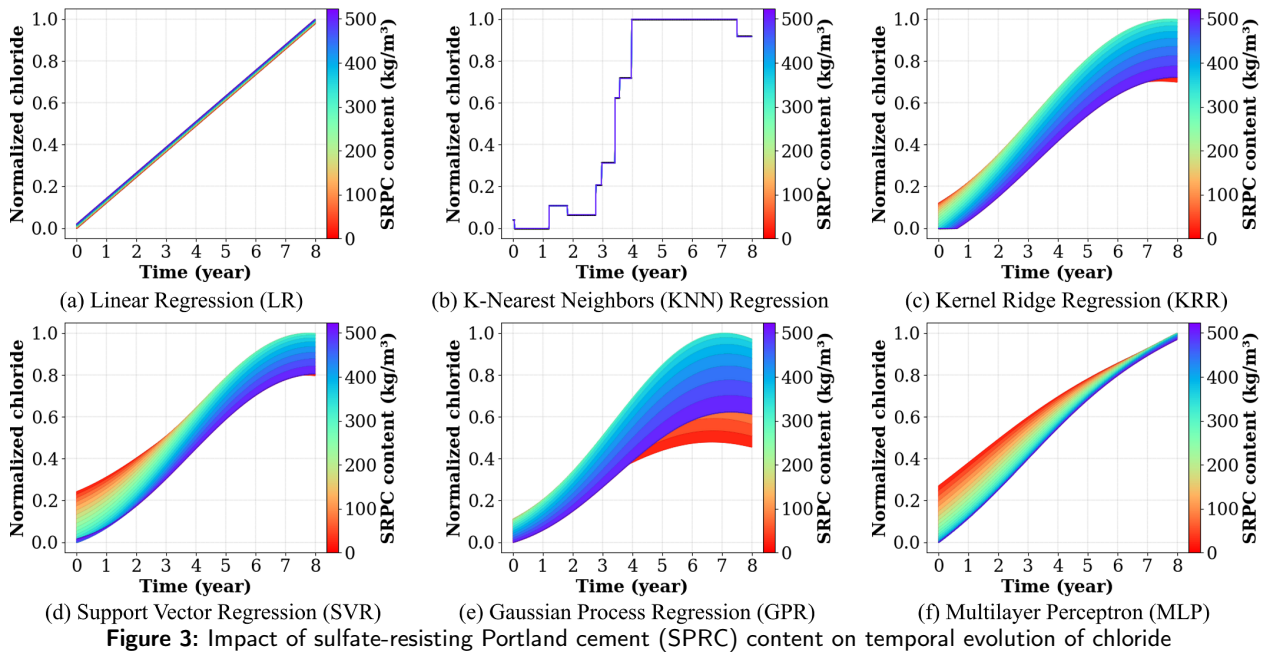 Normalized chloride
1.0
0.8
0.6
0.4
0.2
0.0
0 1 2 3 4 5 6 7 8
Time (year)
500
400
300
200
100
0
SRPC content (kg/m³)
(a) Linear Regression (LR)
Normalized chloride
1.0
0.8
0.6
0.4
0.2
0.0
0 1 2 3 4 5 6 7 8
Time (year)
500
400
300
200
100
0
SRPC content (kg/m³)
(b) K-Nearest Neighbors (KNN) Regression
Normalized chloride
1.0
0.8
0.6
0.4
0.2
0.0
0 1 2 3 4 5 6 7 8
Time (year)
500
400
300
200
100
0
SRPC content (kg/m³)
(c) Kernel Ridge Regression (KRR)
Normalized chloride
1.0
0.8
0.6
0.4
0.2
0.0
0 1 2 3 4 5 6 7 8
Time (year)
500
400
300
200
100
0
SRPC content (kg/m³)
(d) Support Vector Regression (SVR)
Normalized chloride
1.0
0.8
0.6
0.4
0.2
0.0
0 1 2 3 4 5 6 7 8
Time (year)
500
400
300
200
100
0
SRPC content (kg/m³)
(e) Gaussian Process Regression (GPR)
Normalized chloride
1.0
0.8
0.6
0.4
0.2
0.0
0 1 2 3 4 5 6 7 8
Time (year)
500
400
300
200
100
0
SRPC content (kg/m³)
(f) Multilayer Perceptron (MLP)
Figure 3: Impact of sulfate-resisting Portland cement (SPRC) content on temporal evolution of chloride